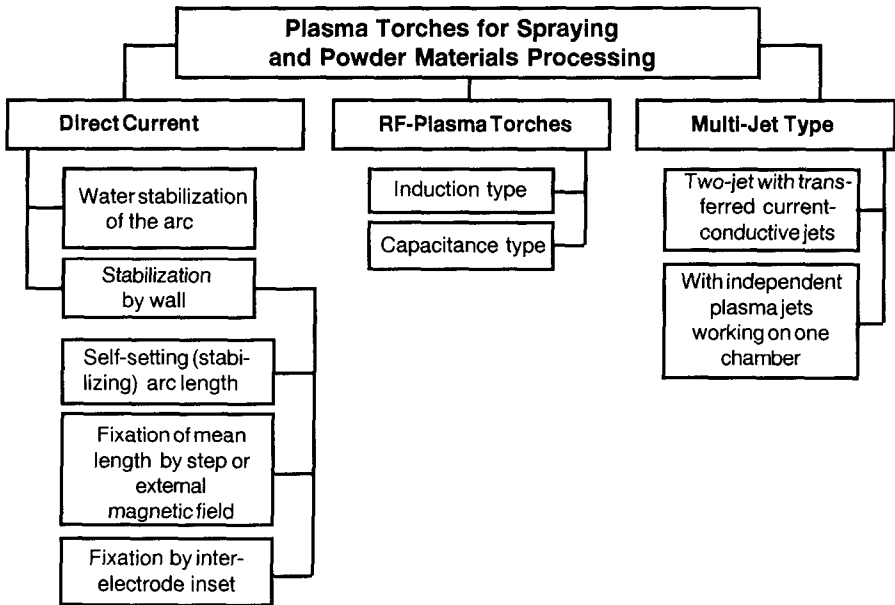 Plasma Torches for Spraying
and Powder Materials Processing
Direct Current
Water stabilization
of the arc
Stabilization
by wall
Self-setting (stabi-
lizing) arc length
Fixation of mean
length by step or
external
magnetic field
Fixation by inter-
electrode inset
RF-Plasma Torches
Induction type
Capacitance type
Multi-Jet Type
Two-jet with trans-
ferred current-
conductive jets
With independent
plasma jets
working on one
chamber